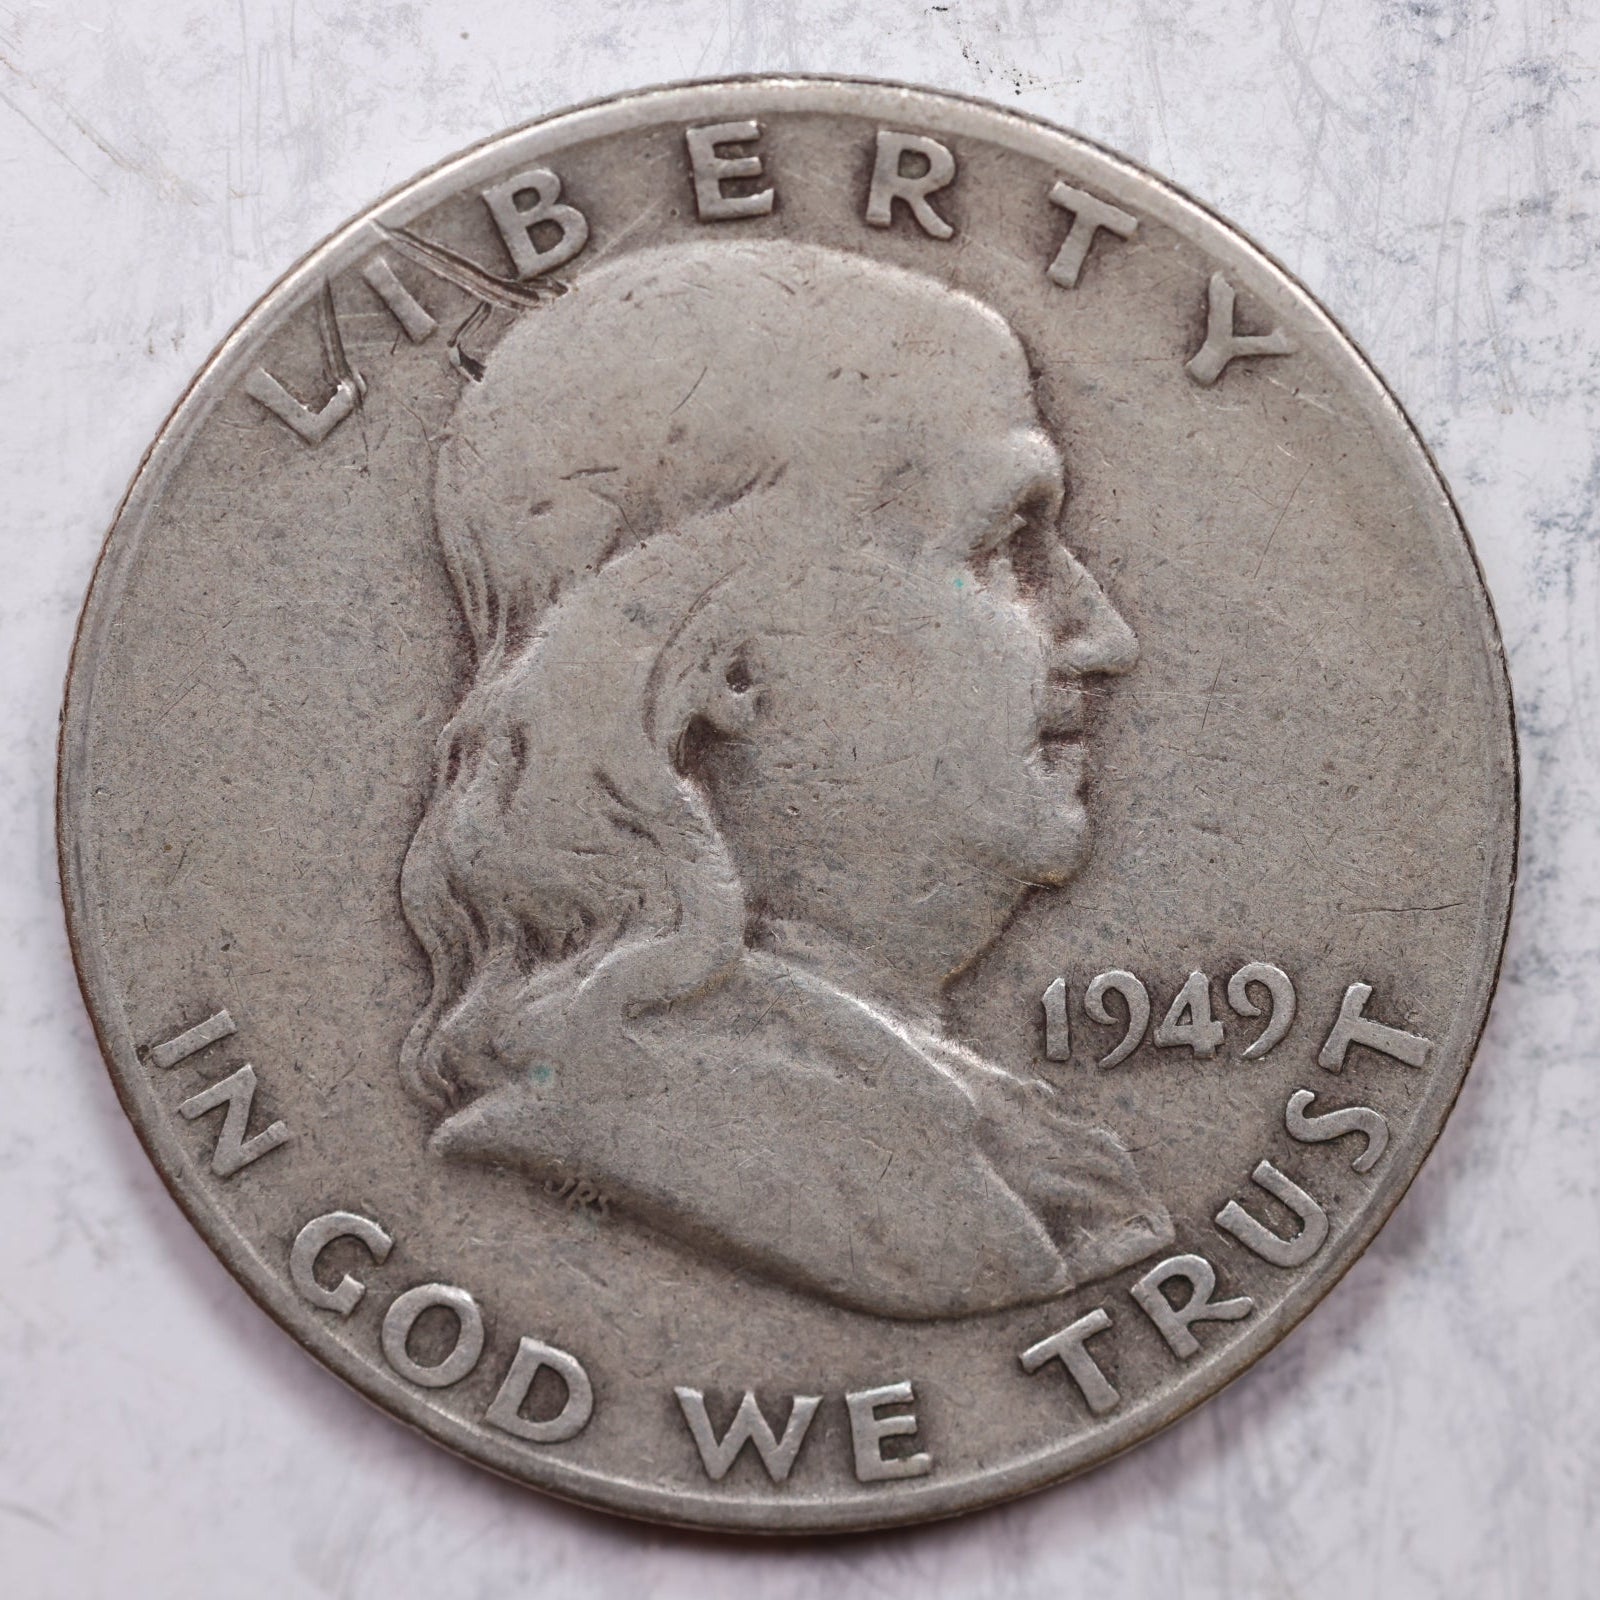 LIBERTY
1949
JRS
IN GOD WE TRUST